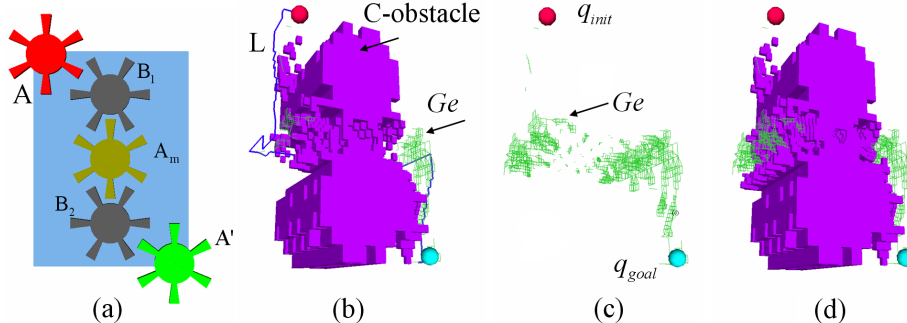 A
B1
Am
B2
A'
(a)
L
C-obstacle
Ge
(b)
qinit
Ge
qgoal
(c)
(d)